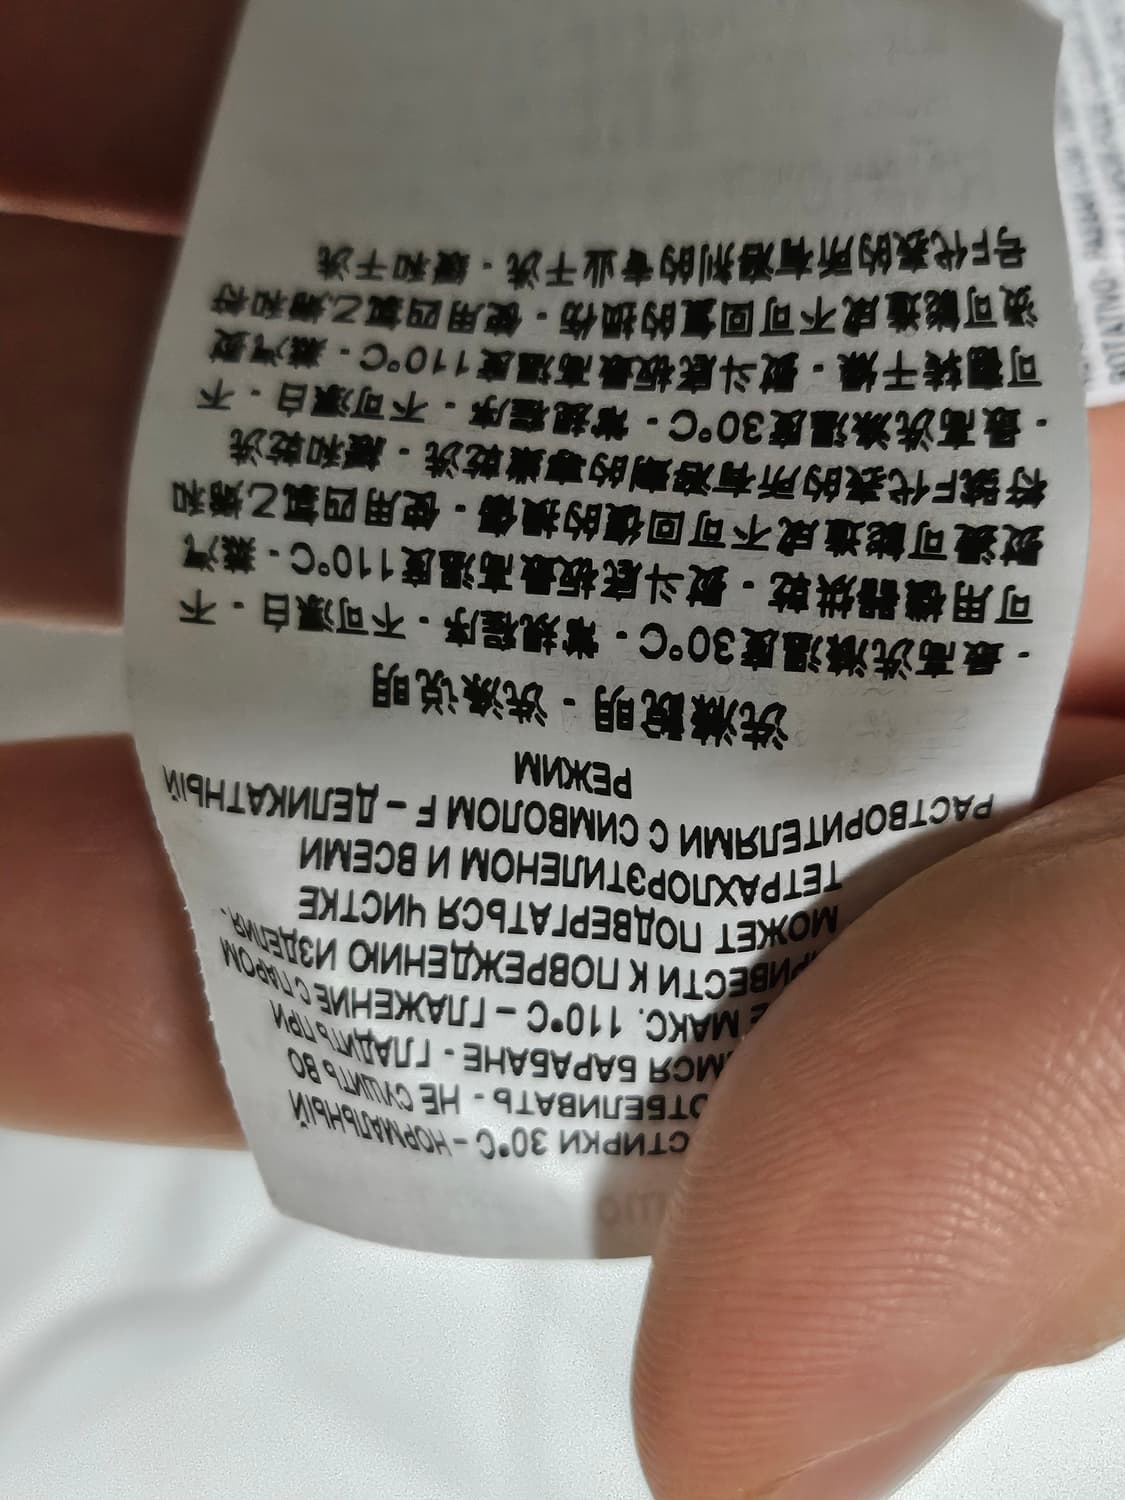 СТИРКИ 30°C – НОРМАЛЬНЫЙ
ОТБЕЛИВАТЬ - НЕ СУШИТЬ ВО
БАРАБАНЕ - ГЛАДИТЬ ПРИ
МАКС. 110°C – ГЛАЖЕНИЕ С ПАРОМ
ПРИВЕСТИ К ПОВРЕЖДЕНИЮ ИЗДЕЛИЯ -
МОЖЕТ ПОДВЕРГАТЬСЯ ЧИСТКЕ
ТЕТРАХЛОРЭТИЛЕНОМ И ВСЕМИ
РАСТВОРИТЕЛЯМИ С СИМВОЛОМ F – ДЕЛИКАТНЫЙ
РЕЖИМ
洗滌說明 - 洗涤说明
- 最高洗滌溫度30°C - 常規程序 - 不可漂白 - 不
可用機器烘乾 - 熨斗底板最高溫度110°C - 蒸汽
熨燙可能造成不可回復的損傷 - 使用四氯乙烯和
符號F代表的所有溶劑的專業乾洗 - 緩和乾洗
- 最高洗涤温度30°C - 常规程序 - 不可漂白 - 不
可翻转干燥 - 熨斗底板最高温度110°C - 蒸汽熨
烫可能造成不可回复的损伤 - 使用四氯乙烯和符
号F代表的所有溶剂的专业干洗 - 缓和干洗